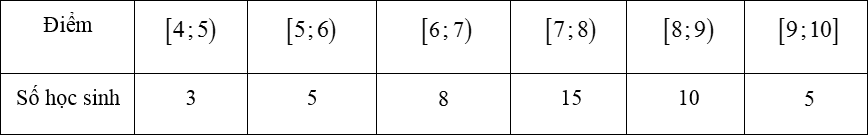 Điểm [4;5) [5;6) [6;7) [7;8) [8;9) [9;10]
Số học sinh 3 5 8 15 10 5